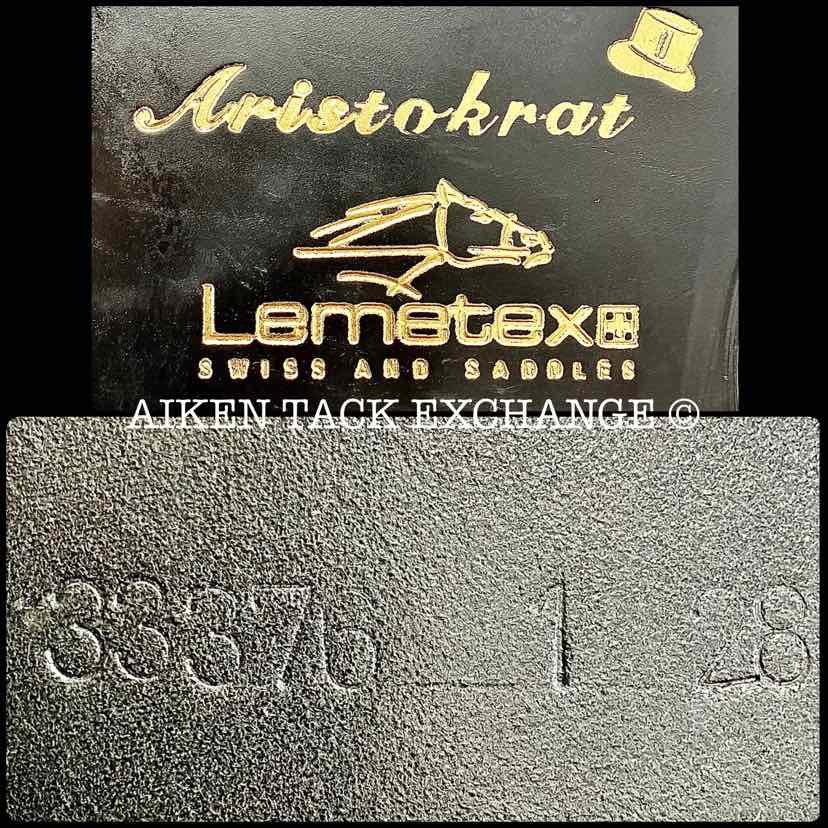 Aristokrat
Lemetex
SWISS AND SADDLES
AIKEN TACK EXCHANGE ©
33376 1 28